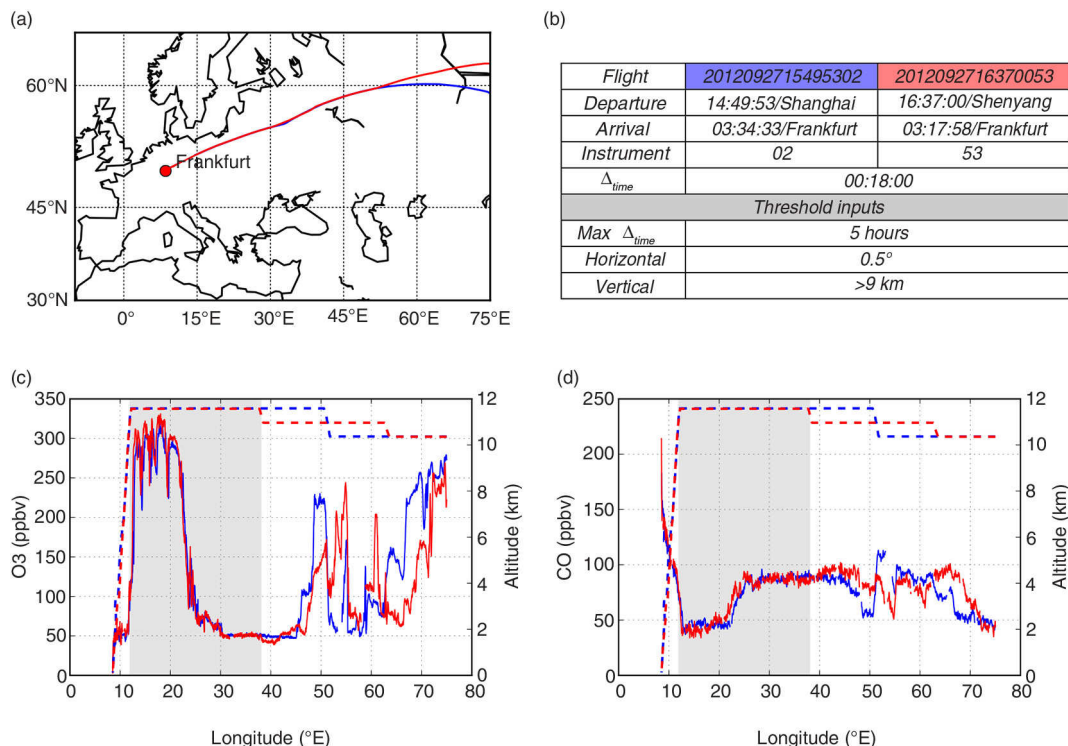 (a)
60°N
45°N
30°N
0°
15°E
30°E
45°E
60°E
75°E
Frankfurt
(b)
Flight 2012092715495302 2012092716370053
Departure 14:49:53/Shanghai 16:37:00/Shenyang
Arrival 03:34:33/Frankfurt 03:17:58/Frankfurt
Instrument 02 53
Δtime 00:18:00
Threshold inputs
Max Δtime 5 hours
Horizontal 0.5°
Vertical >9 km
(c)
O3 (ppbv)
350
300
250
200
150
100
50
0
12
10
8
6
4
2
0
Altitude (km)
0 10 20 30 40 50 60 70 80
Longitude (°E)
(d)
CO (ppbv)
250
200
150
100
50
0
12
10
8
6
4
2
0
Altitude (km)
0 10 20 30 40 50 60 70 80
Longitude (°E)